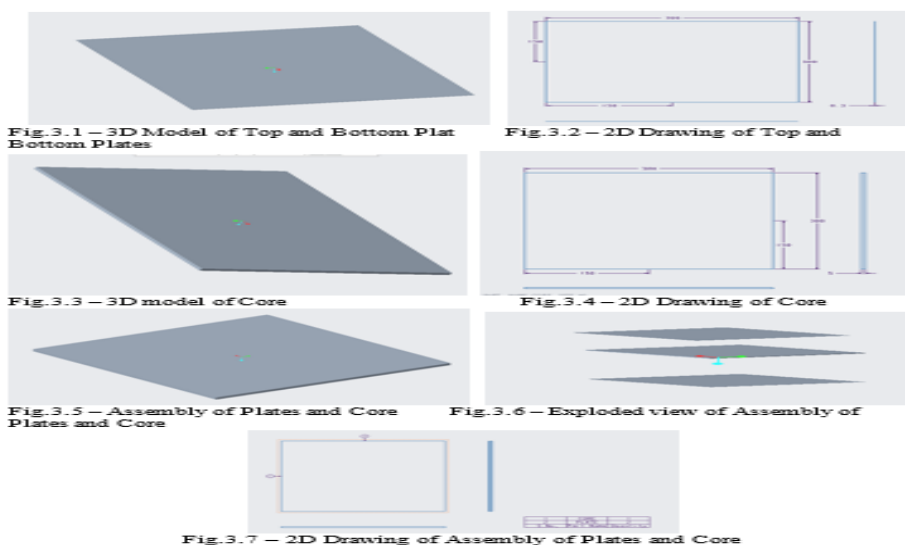 Fig.3.1 – 3D Model of Top and Bottom Plat
Fig.3.2 – 2D Drawing of Top and
Bottom Plates
Fig.3.3 – 3D model of Core
Fig.3.4 – 2D Drawing of Core
Fig.3.5 – Assembly of Plates and Core
Fig.3.6 – Exploded view of Assembly of
Plates and Core
Fig.3.7 – 2D Drawing of Assembly of Plates and Core